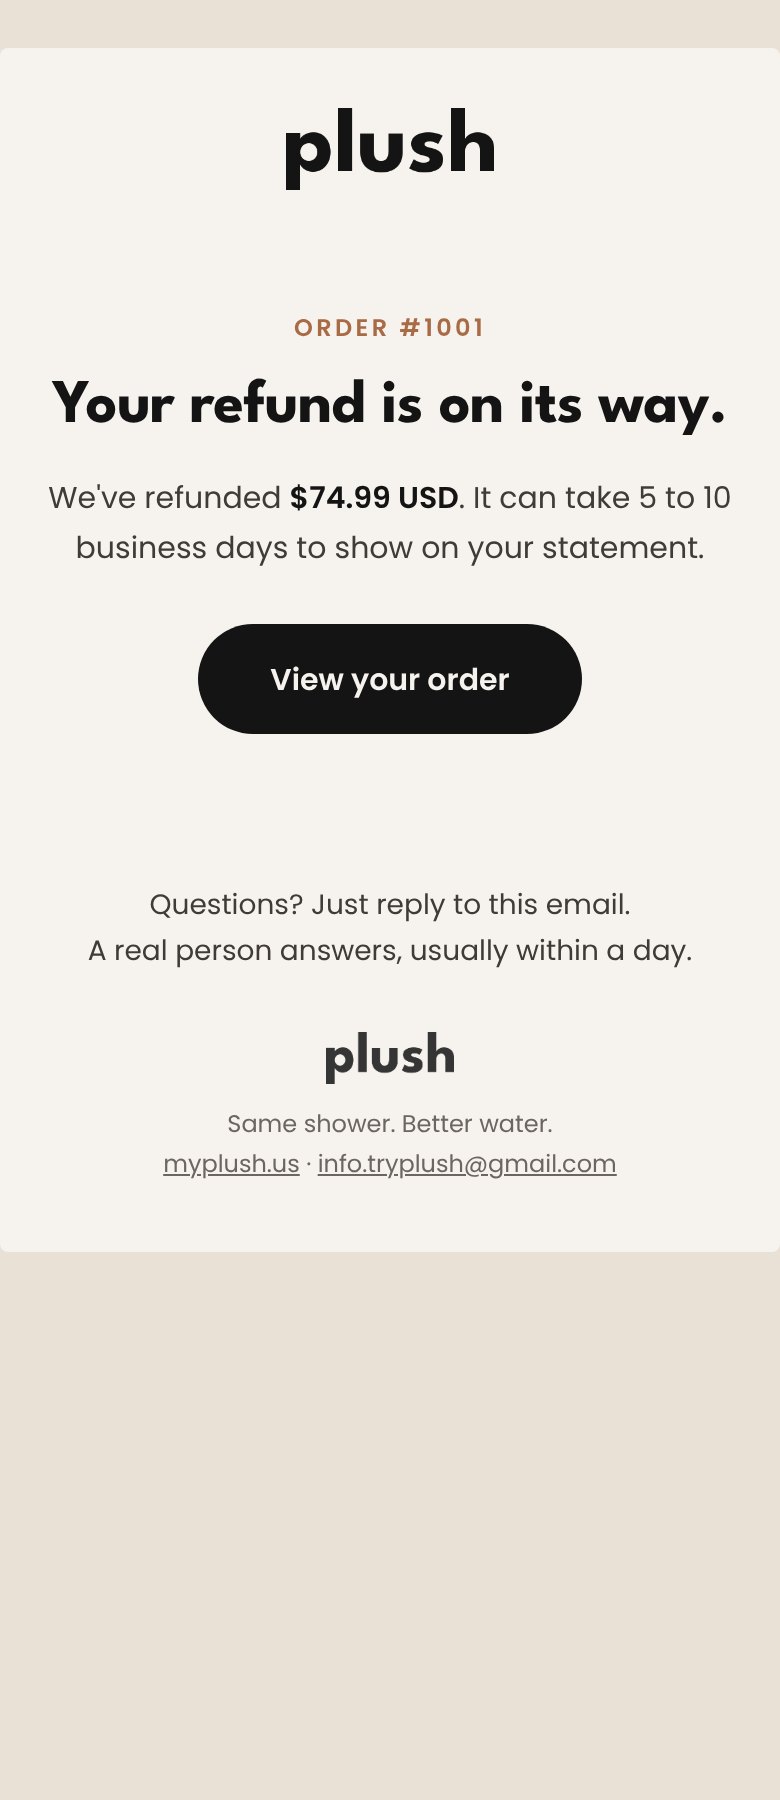 plush
ORDER #1001
Your refund is on its way.
We've refunded $74.99 USD. It can take 5 to 10
business days to show on your statement.
View your order
Questions? Just reply to this email.
A real person answers, usually within a day.
plush
Same shower. Better water.
myplush.us · info.tryplush@gmail.com